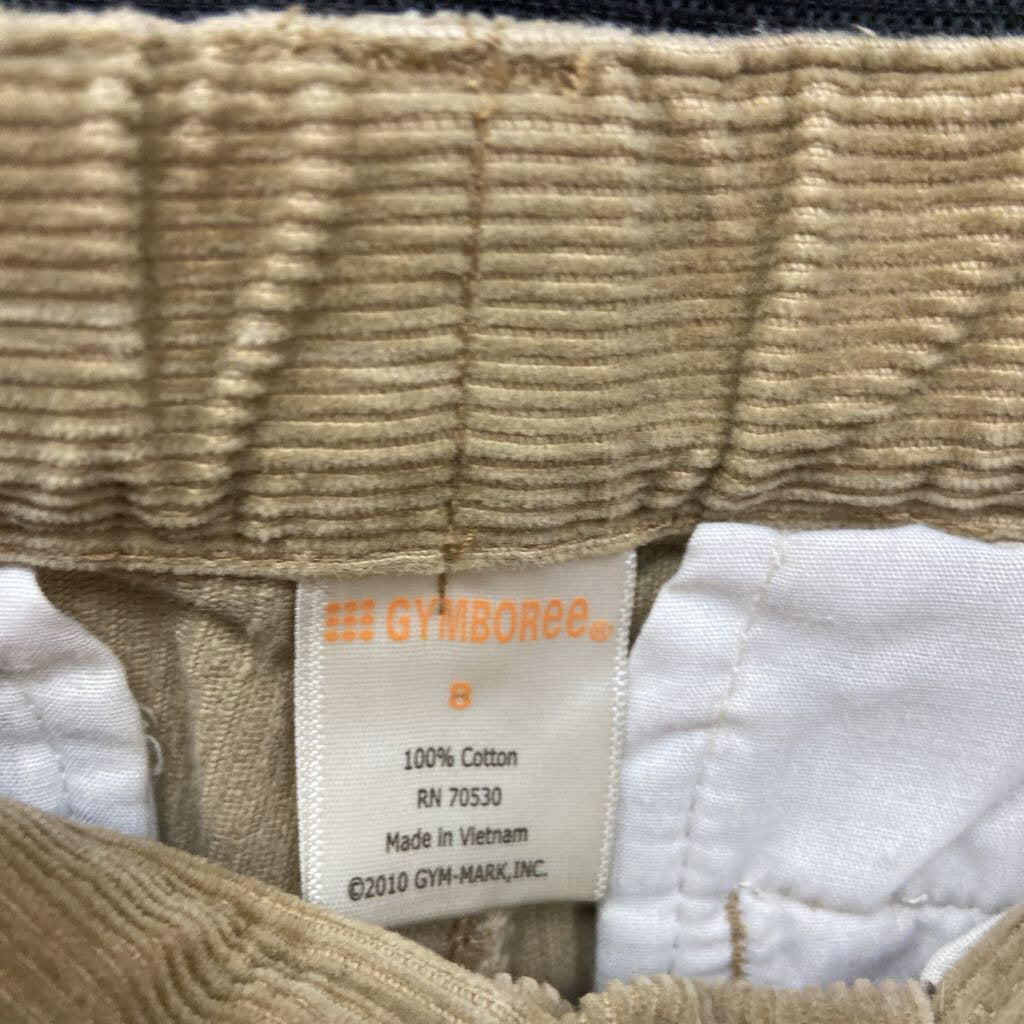 GYMBOREE®
8
100% Cotton
RN 70530
Made in Vietnam
©2010 GYM-MARK,INC.